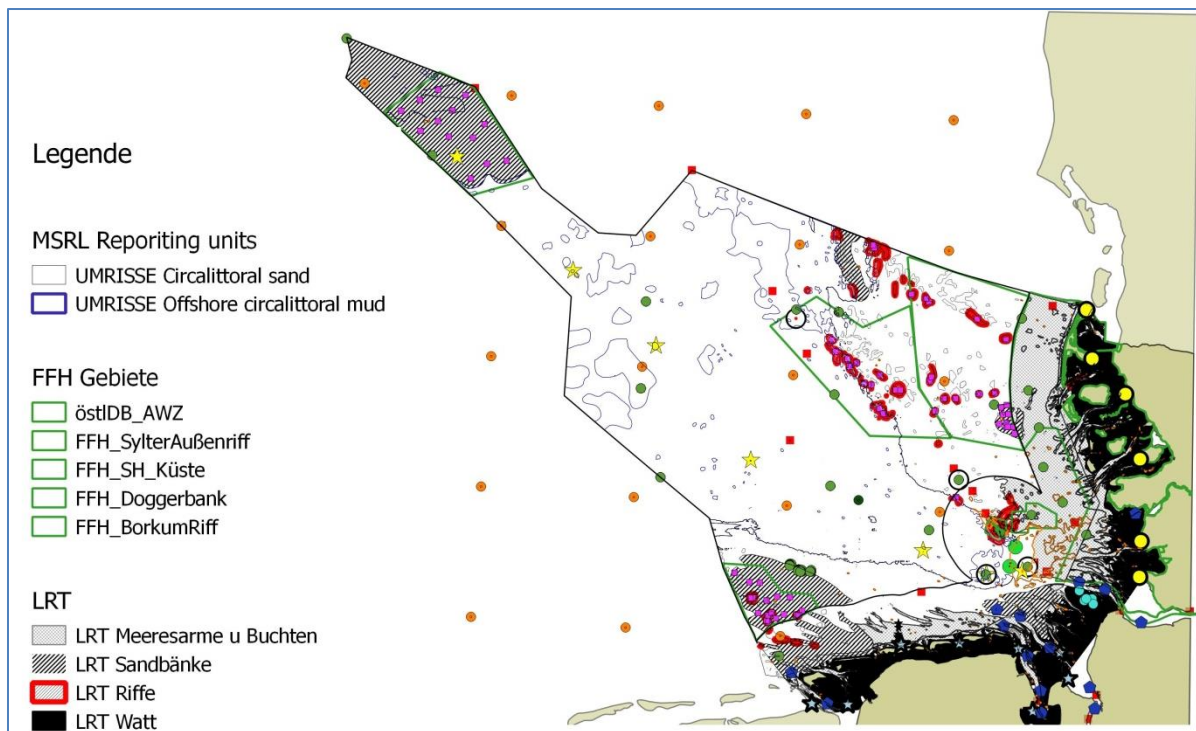 Legende
MSRL Reporiting units
UMRISSE Circalittoral sand
UMRISSE Offshore circalittoral mud
FFH Gebiete
östlDB_AWZ
FFH_SylterAußenriff
FFH_SH_Küste
FFH_Doggerbank
FFH_BorkumRiff
LRT
LRT Meeresarme u Buchten
LRT Sandbänke
LRT Riffe
LRT Watt